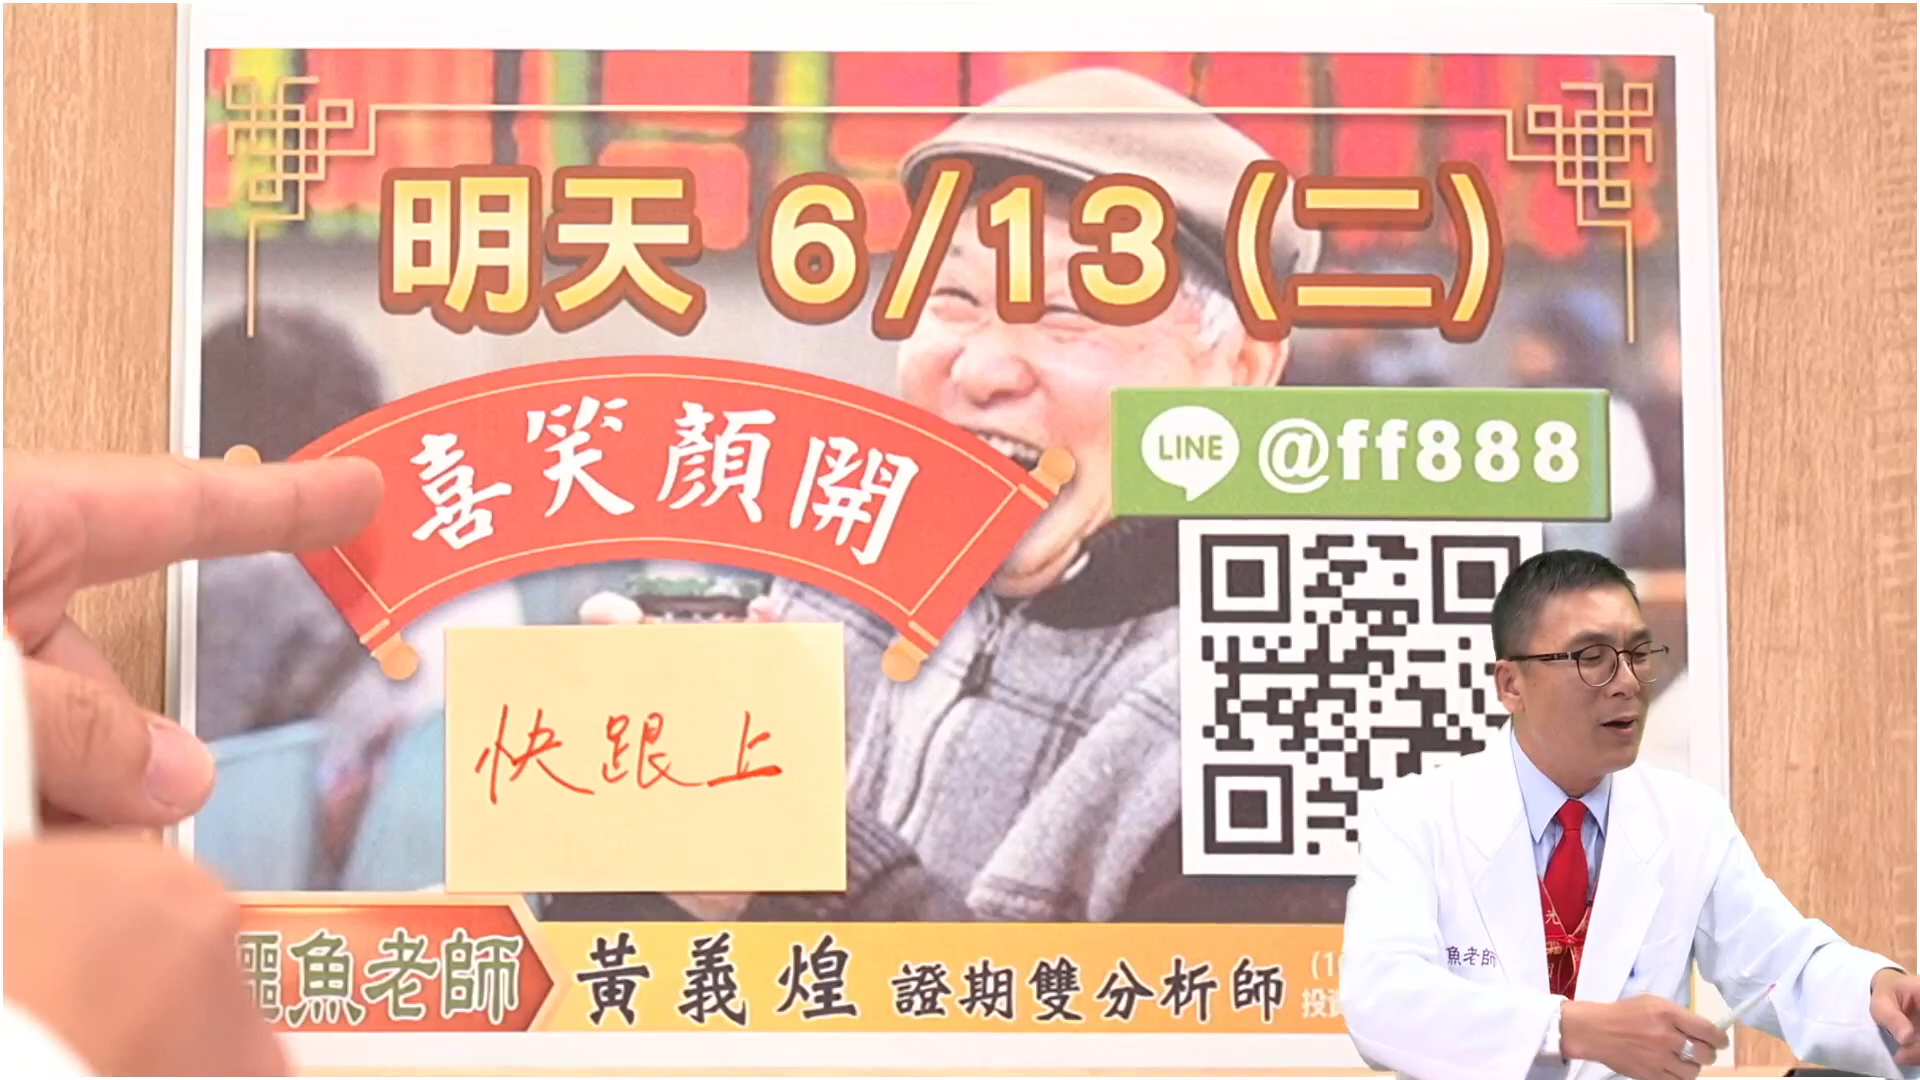 明天 6/13 (二)
喜笑顏開
LINE @ff888
快跟上
鱷魚老師 黃義煌 證期雙分析師
魚老師